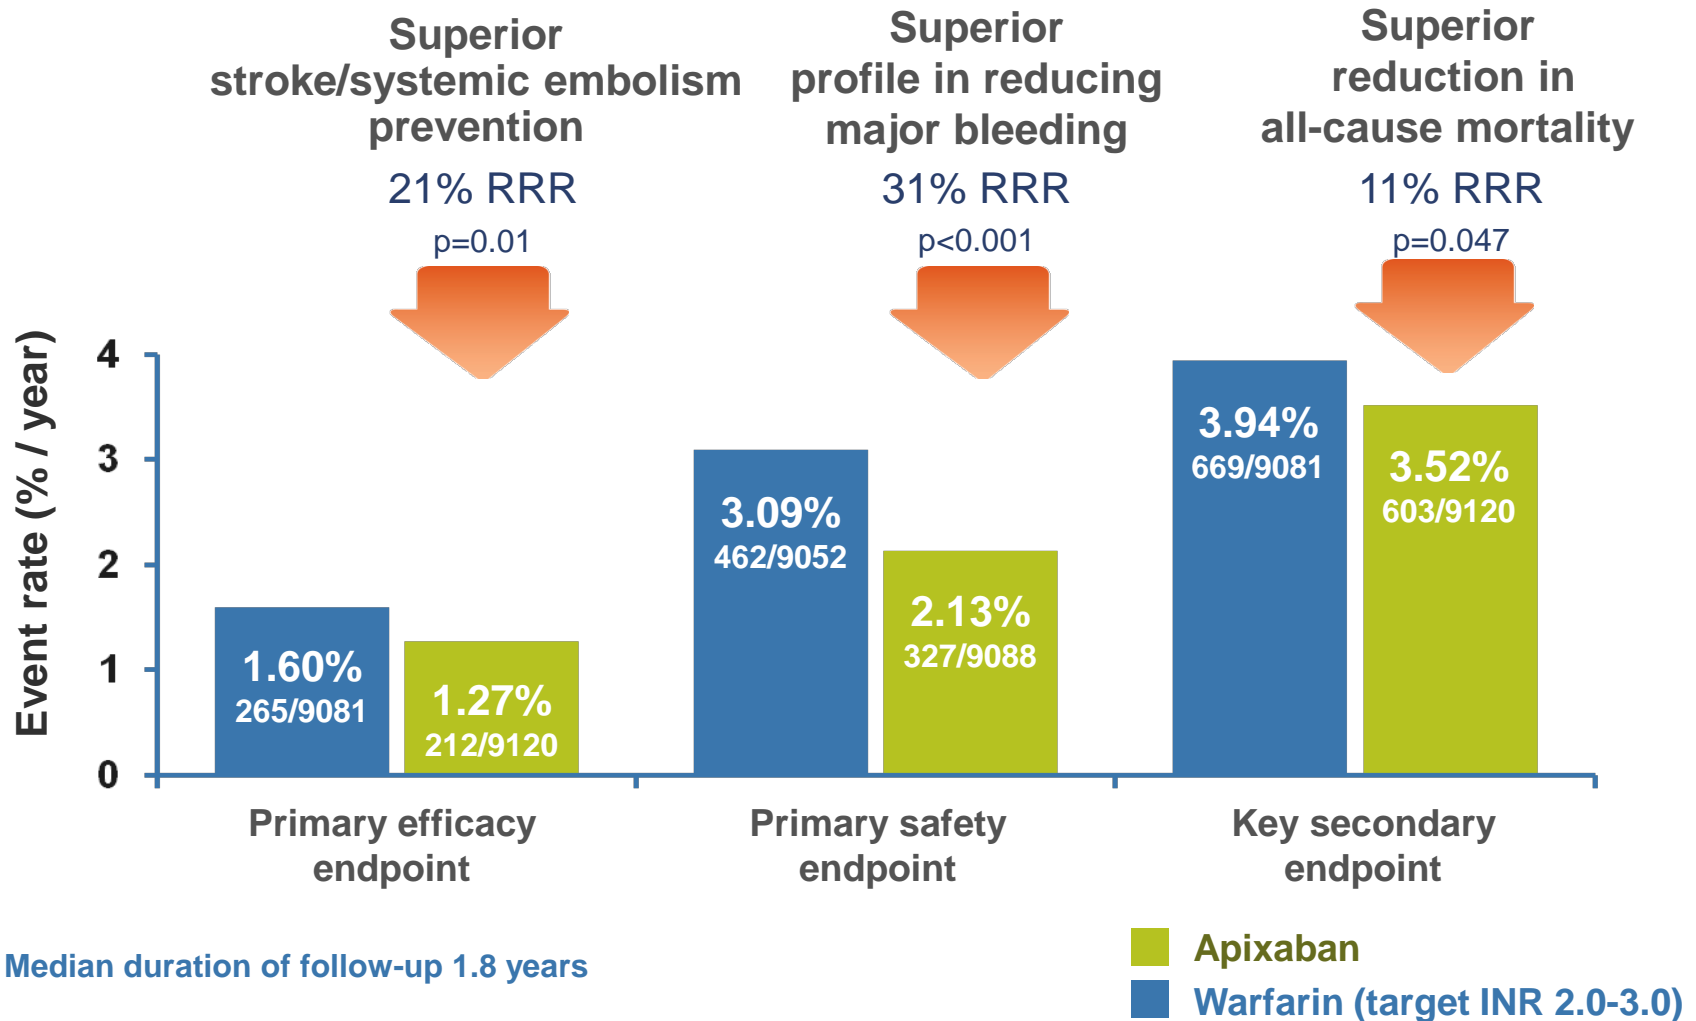 Superior
stroke/systemic embolism
prevention
21% RRR
p=0.01
Superior
profile in reducing
major bleeding
31% RRR
p<0.001
Superior
reduction in
all-cause mortality
11% RRR
p=0.047
Event rate (% / year)
4
3
2
1
0
1.60%
265/9081
1.27%
212/9120
3.09%
462/9052
2.13%
327/9088
3.94%
669/9081
3.52%
603/9120
Primary efficacy
endpoint
Primary safety
endpoint
Key secondary
endpoint
Median duration of follow-up 1.8 years
Apixaban
Warfarin (target INR 2.0-3.0)